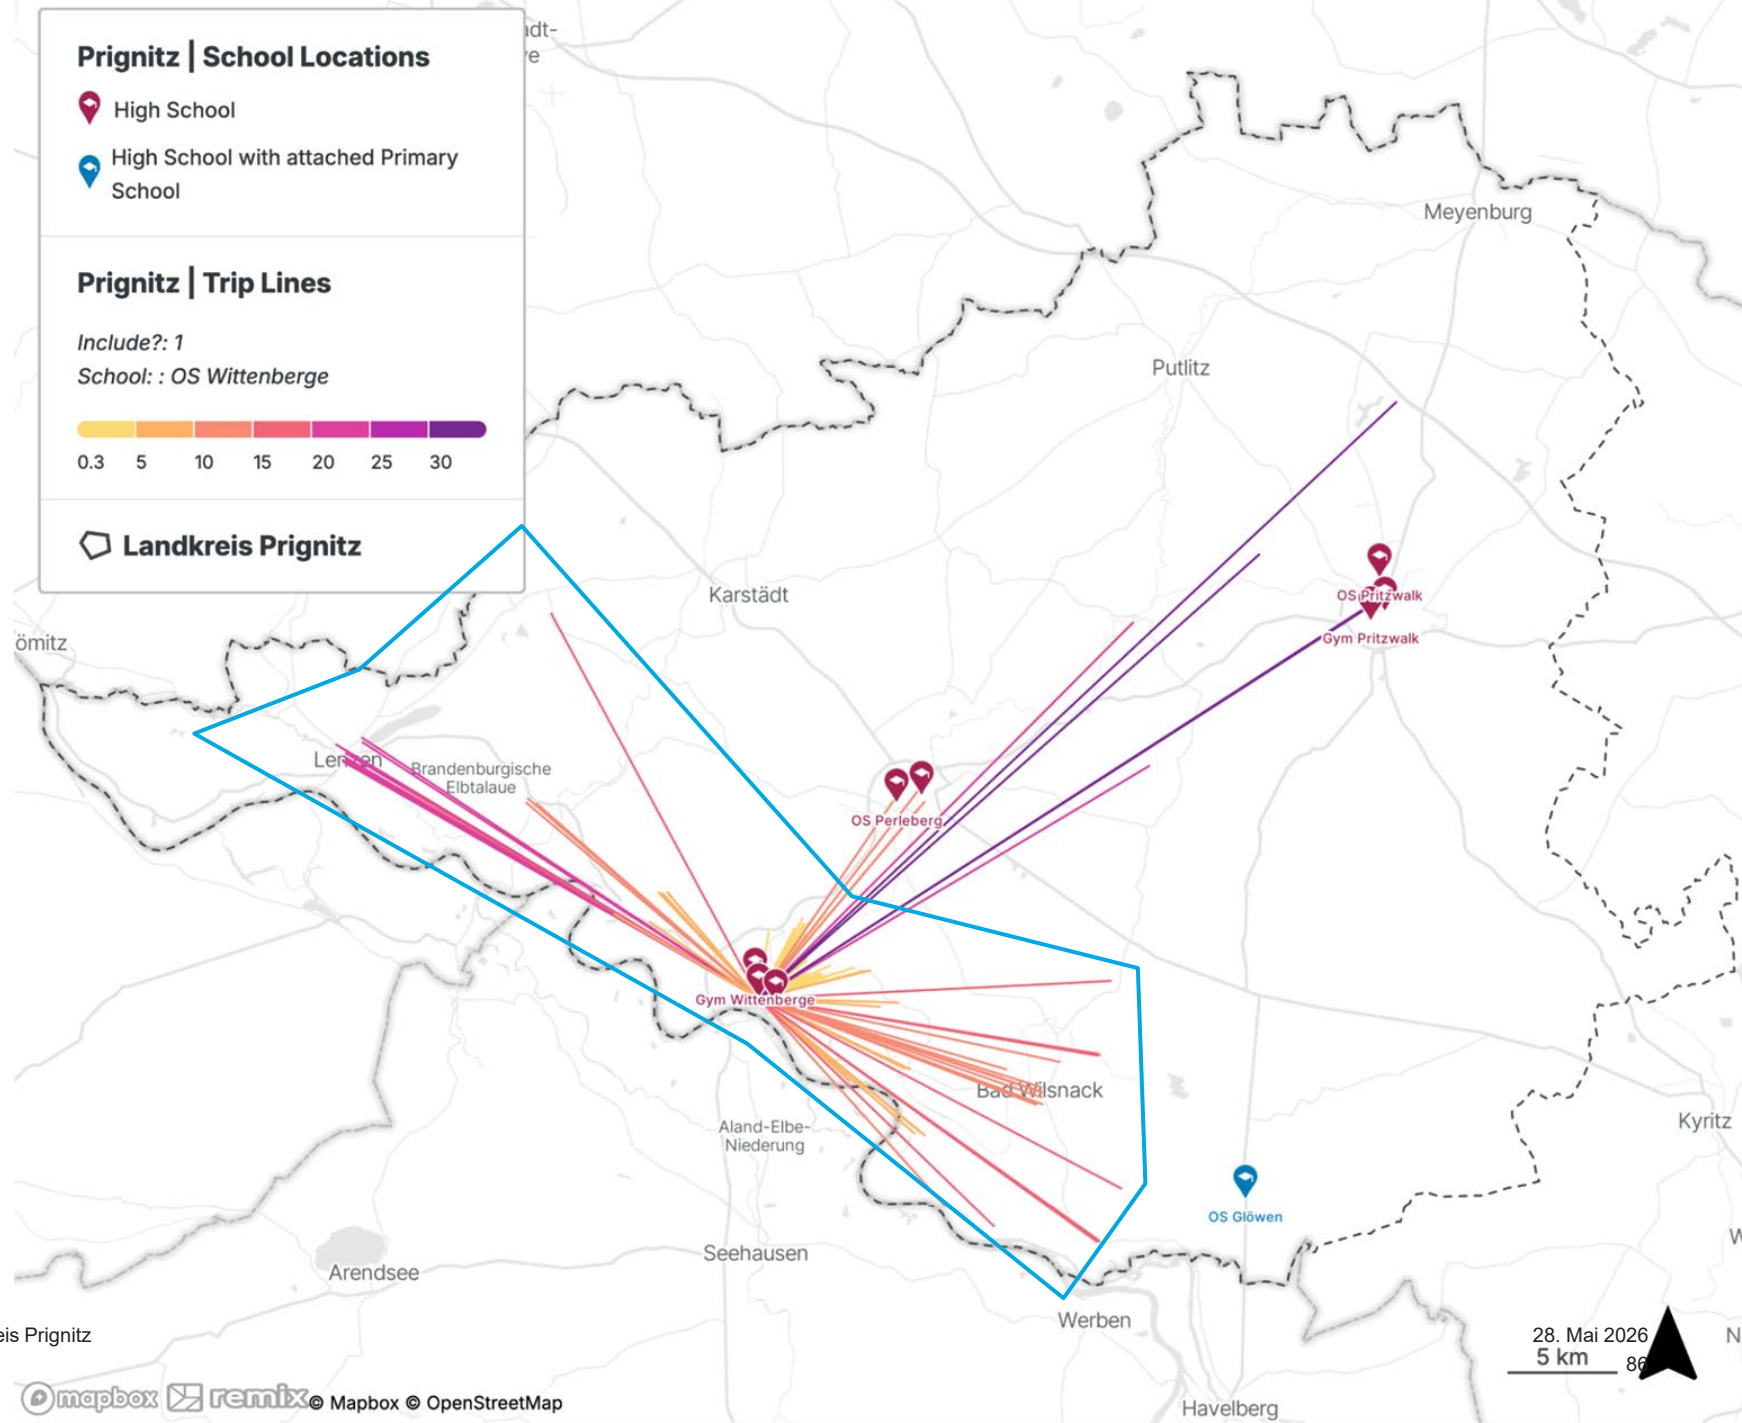 Prignitz | School Locations
High School
High School with attached Primary
School
Prignitz | Trip Lines
Include?: 1
School: : OS Wittenberge
0.3 5 10 15 20 25 30
Landkreis Prignitz
Meyenburg
Putlitz
Karstädt
ömitz
OS Pritzwalk
Gym Pritzwalk
Lenzen
Brandenburgische
Elbtalaue
OS Perleberg
Gym Wittenberge
Bad Wilsnack
Aland-Elbe-
Niederung
Kyritz
OS Glöwen
Seehausen
Arendsee
Werben
eis Prignitz
28. Mai 2026
5 km
86
Havelberg
mapbox remix © Mapbox © OpenStreetMap